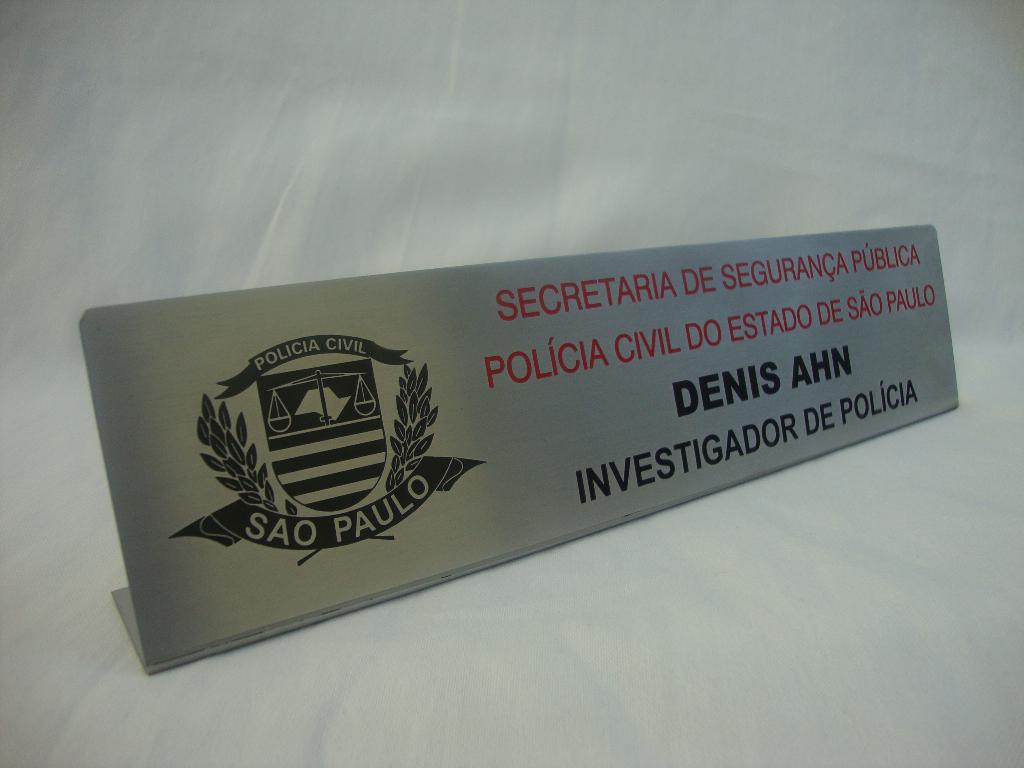 POLICIA CIVIL
SÃO PAULO
SECRETARIA DE SEGURANÇA PÚBLICA
POLÍCIA CIVIL DO ESTADO DE SÃO PAULO
DENIS AHN
INVESTIGADOR DE POLÍCIA